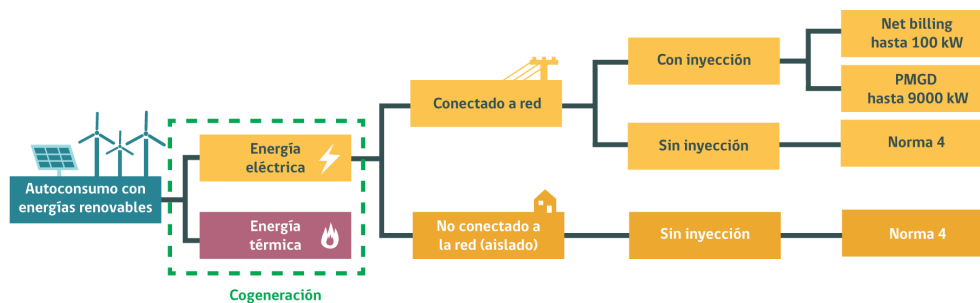 Autoconsumo con
energías renovables
Energía
eléctrica
Energía
térmica
Cogeneración
Conectado a red
No conectado a
la red (aislado)
Con inyección
Sin inyección
Sin inyección
Net billing
hasta 100 kW
PMGD
hasta 9000 kW
Norma 4
Norma 4